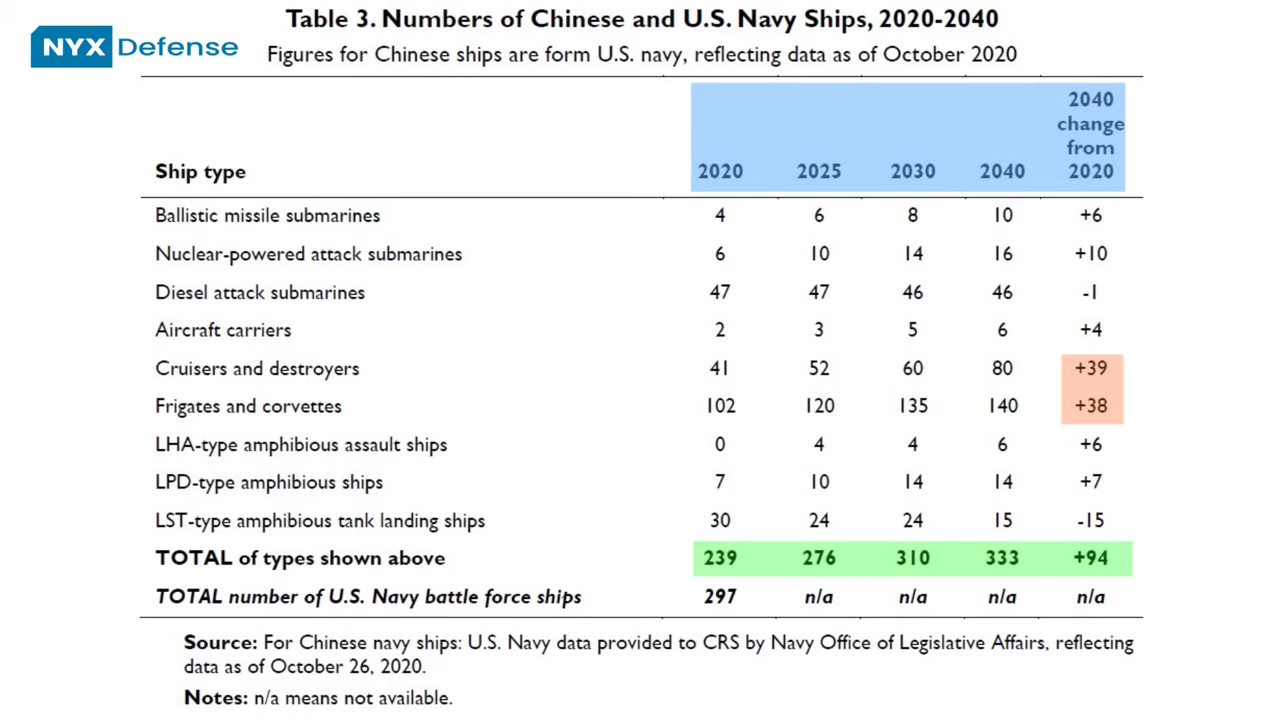 Table 3. Numbers of Chinese and U.S. Navy Ships, 2020-2040
NYX Defense
Figures for Chinese ships are form U.S. navy, reflecting data as of October 2020
2040
change
from
Ship type 2020 2025 2030 2040 2020
Ballistic missile submarines 4 6 8 10 +6
Nuclear-powered attack submarines 6 10 14 16 +10
Diesel attack submarines 47 47 46 46 -1
Aircraft carriers 2 3 5 6 +4
Cruisers and destroyers 41 52 60 80 +39
Frigates and corvettes 102 120 135 140 +38
LHA-type amphibious assault ships 0 4 4 6 +6
LPD-type amphibious ships 7 10 14 14 +7
LST-type amphibious tank landing ships 30 24 24 15 -15
TOTAL of types shown above 239 276 310 333 +94
TOTAL number of U.S. Navy battle force ships 297 n/a n/a n/a n/a
Source: For Chinese navy ships: U.S. Navy data provided to CRS by Navy Office of Legislative Affairs, reflecting
data as of October 26, 2020.
Notes: n/a means not available.